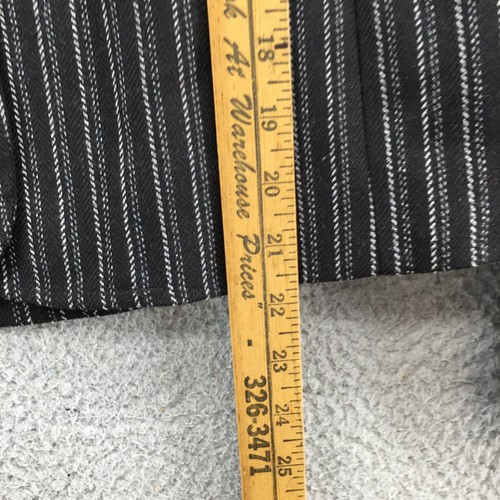 At Warehouse Prices" - 326-3471
18 19 20 21 22 23 24 25